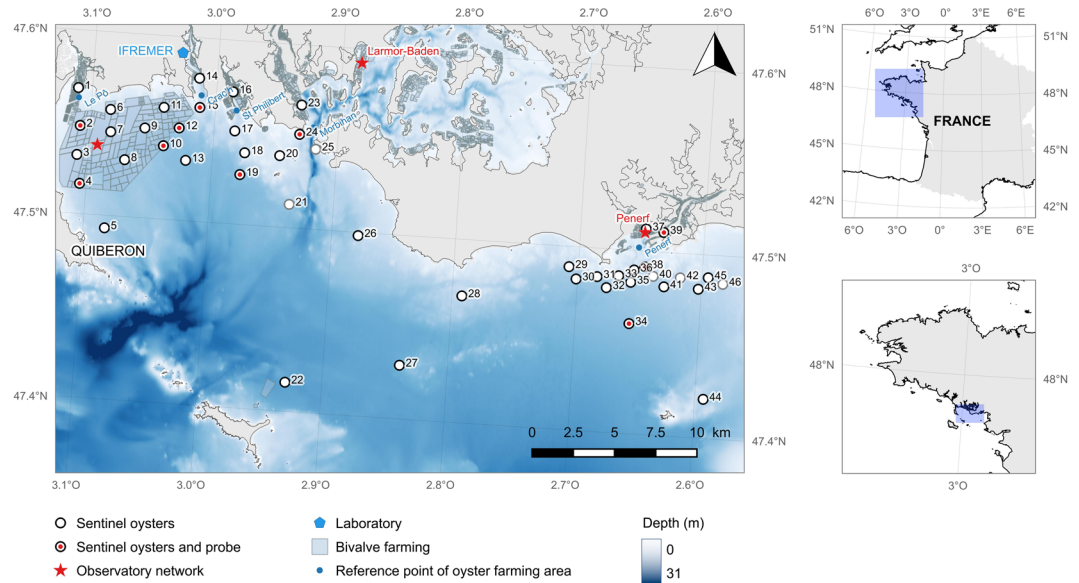 3.1°O 3.0°O 2.9°O 2.8°O 2.7°O 2.6°O
47.6°N
47.5°N
47.4°N
47.6°N
47.5°N
47.4°N
3.1°O 3.0°O 2.9°O 2.8°O 2.7°O 2.6°O
IFREMER
Larmor-Baden
Le Pô
Crach
St Philibert
Morbihan
Penerf
Penerf
QUIBERON
1
2
3
4
5
6
7
8
9
10
11
12
13
14
15
16
17
18
19
20
21
22
23
24
25
26
27
28
29
30
31
32
33
34
35
36
37
38
39
40
41
42
43
44
45
46
0 2.5 5 7.5 10 km
6°O 3°O 0° 3°E 6°E
51°N
48°N
45°N
42°N
51°N
48°N
45°N
42°N
FRANCE
6°O 3°O 0° 3°E 6°E
3°O
48°N
48°N
3°O
Sentinel oysters
Sentinel oysters and probe
Observatory network
Laboratory
Bivalve farming
Reference point of oyster farming area
Depth (m)
0
31